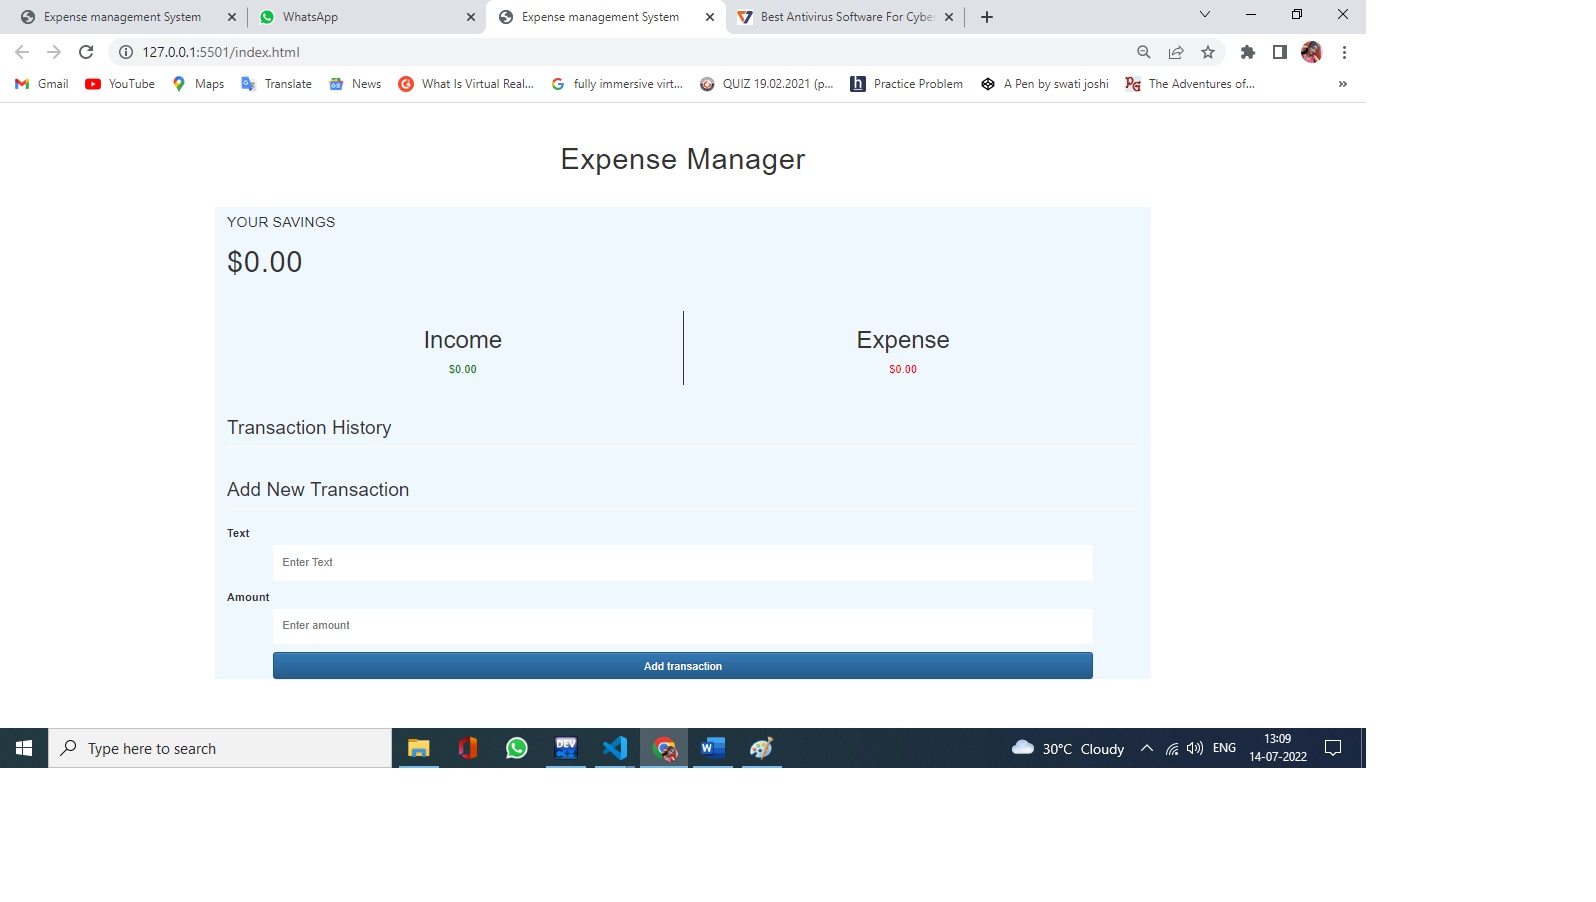 Expense management System
WhatsApp
Expense management System
Best Antivirus Software For Cyber
127.0.0.1:5501/index.html
Gmail YouTube Maps Translate News What Is Virtual Real... fully immersive virt... QUIZ 19.02.2021 (p... h Practice Problem A Pen by swati joshi PG The Adventures of... »
Expense Manager
YOUR SAVINGS
$0.00
Income Expense
$0.00 $0.00
Transaction History
Add New Transaction
Text
Enter Text
Amount
Enter amount
Add transaction
Type here to search
DEV
C++
W
30°C Cloudy
ENG
13:09
14-07-2022